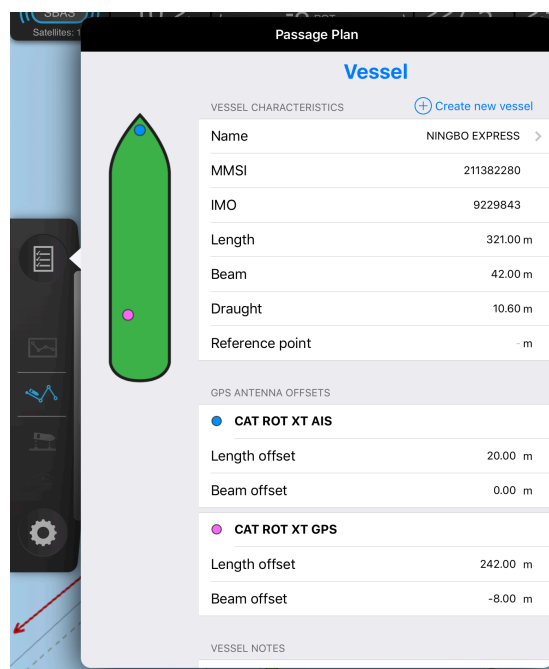 SBAS
Satellites: 1
Passage Plan
Vessel
VESSEL CHARACTERISTICS
Create new vessel
Name NINGBO EXPRESS
MMSI 211382280
IMO 9229843
Length 321.00 m
Beam 42.00 m
Draught 10.60 m
Reference point - m
GPS ANTENNA OFFSETS
CAT ROT XT AIS
Length offset 20.00 m
Beam offset 0.00 m
CAT ROT XT GPS
Length offset 242.00 m
Beam offset -8.00 m
VESSEL NOTES